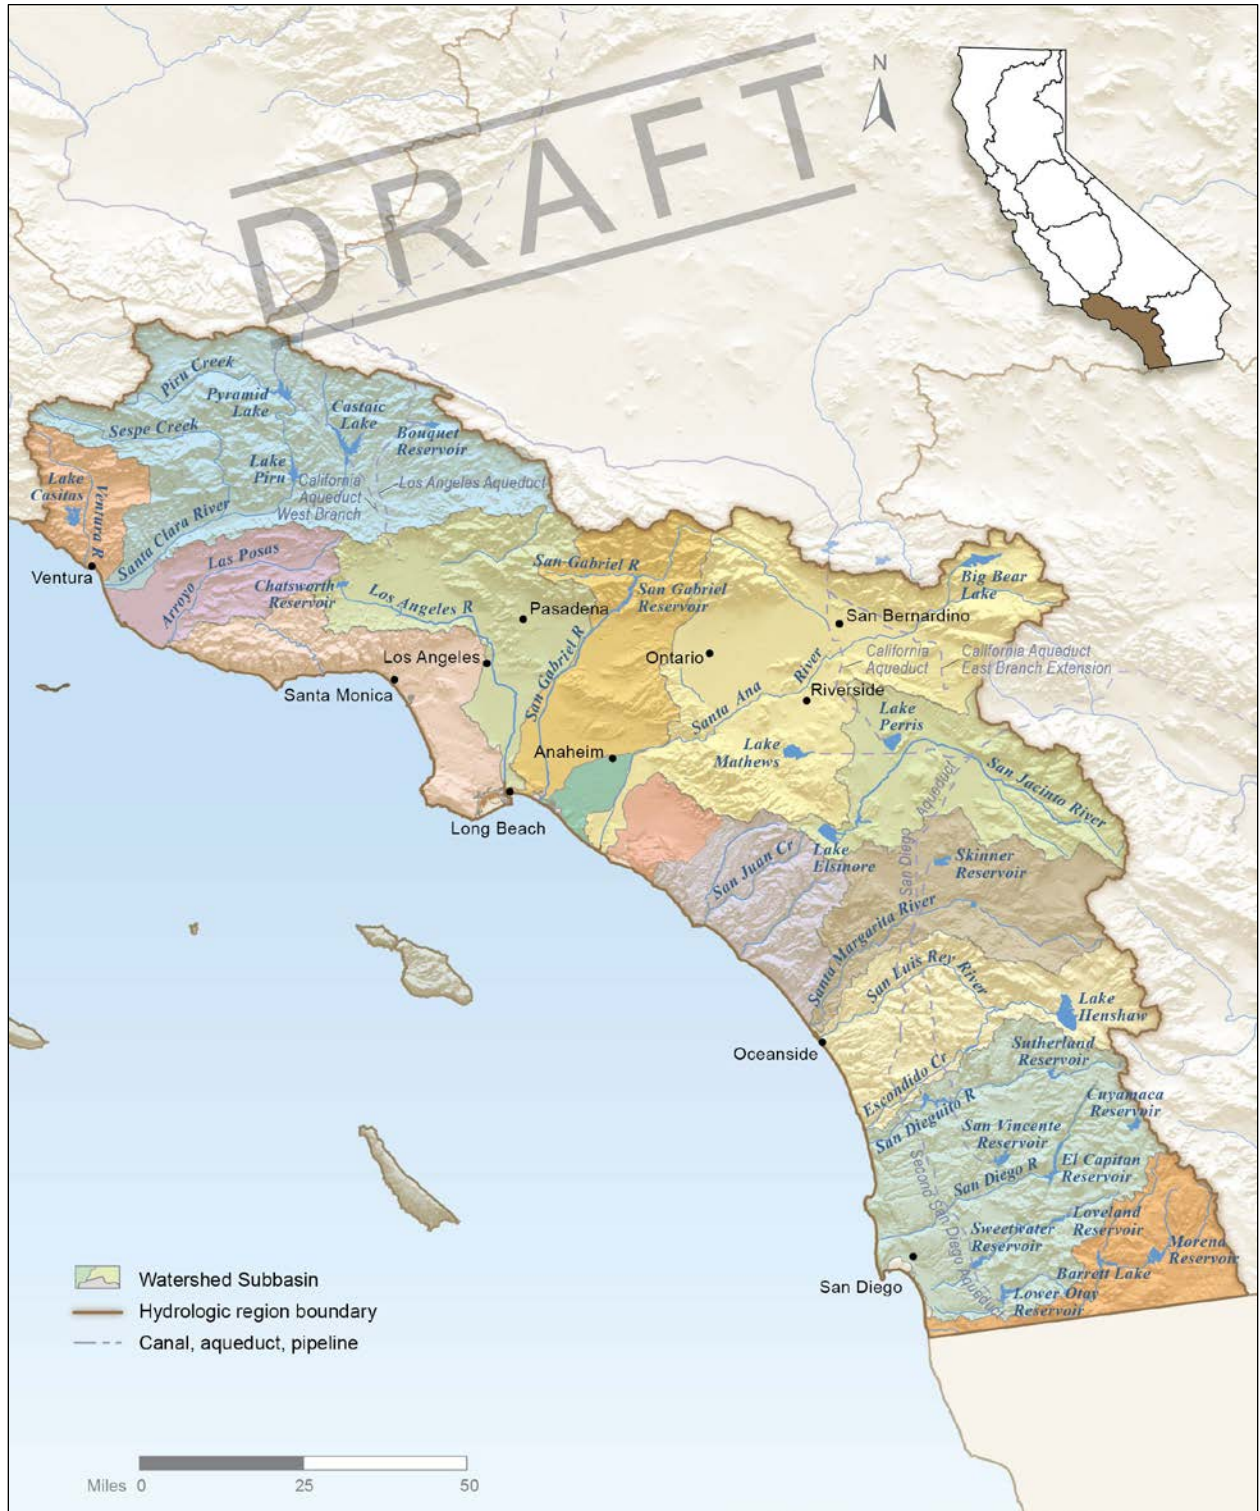 DRAFT
N
Piru Creek
Pyramid
Lake
Castaic
Lake
Sespe Creek
Bouquet
Reservoir
Lake
Piru
California
Aqueduct
West Branch
Los Angeles Aqueduct
Lake
Casitas
Ventura R
Santa Clara River
Ventura
Arroyo Las Posas
Chatsworth
Reservoir
Los Angeles R
San Gabriel R
San Gabriel
Reservoir
Pasadena
Big Bear
Lake
San Bernardino
Los Angeles
San Gabriel R
Ontario
California
Aqueduct
California Aqueduct
East Branch Extension
Santa Monica
Santa Ana River
Riverside
Lake
Perris
Anaheim
Lake
Mathews
San Jacinto River
Long Beach
San Juan Cr
Lake
Elsinore
San Diego Aqueduct
Skinner
Reservoir
Santa Margarita River
San Luis Rey River
Lake
Henshaw
Oceanside
Sutherland
Reservoir
Escondido Cr
Cuyamaca
Reservoir
San Dieguito R
San Vincente
Reservoir
El Capitan
Reservoir
San Diego R
Second San Diego Aqueduct
Loveland
Reservoir
Sweetwater
Reservoir
Morena
Reservoir
Barrett Lake
San Diego
Lower Otay
Reservoir
Watershed Subbasin
Hydrologic region boundary
Canal, aqueduct, pipeline
Miles 0 25 50